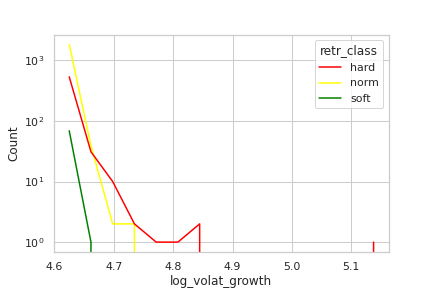 retr_class
hard
norm
soft
10³
10²
10¹
10⁰
Count
4.6 4.7 4.8 4.9 5.0 5.1
log_volat_growth